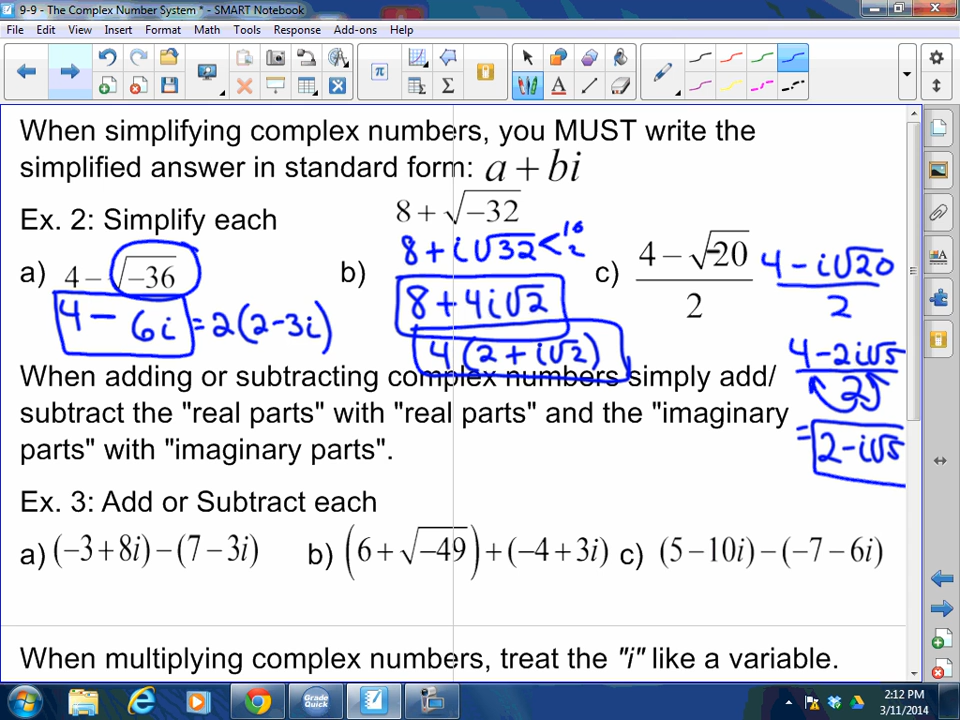 9-9 - The Complex Number System * - SMART Notebook
File Edit View Insert Format Math Tools Response Add-ons Help
When simplifying complex numbers, you MUST write the
simplified answer in standard form: a + bi
Ex. 2: Simplify each
a) 4 − √−36
4 − 6i = 2(2-3i)
b) 8 + √−32
8 + i√32 < 16 2
8 + 4i√2
4(2 + i√2)
c) (4 − √−20)/2
(4 - i√20)/2
(4 - 2i√5)/2
= 2 - i√5
When adding or subtracting complex numbers simply add/
subtract the "real parts" with "real parts" and the "imaginary
parts" with "imaginary parts".
Ex. 3: Add or Subtract each
a) (−3 + 8i) − (7 − 3i) b) (6 + √−49) + (−4 + 3i) c) (5 − 10i) − (−7 − 6i)
When multiplying complex numbers, treat the "i" like a variable.
Grade Quick
2:12 PM
3/11/2014